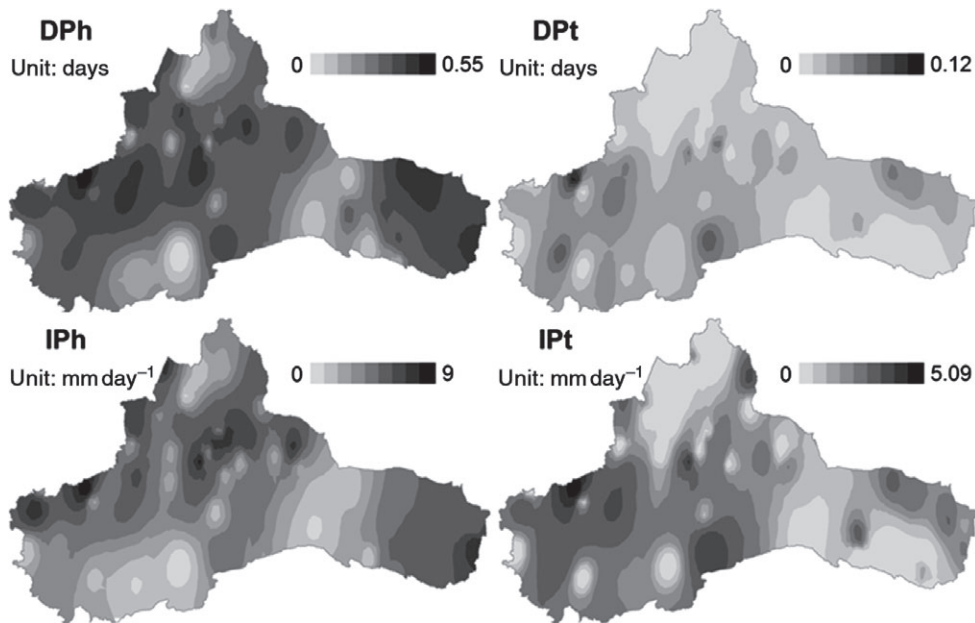 DPh
Unit: days
0 0.55
DPt
Unit: days
0 0.12
IPh
Unit: mm day⁻¹
0 9
IPt
Unit: mm day⁻¹
0 5.09